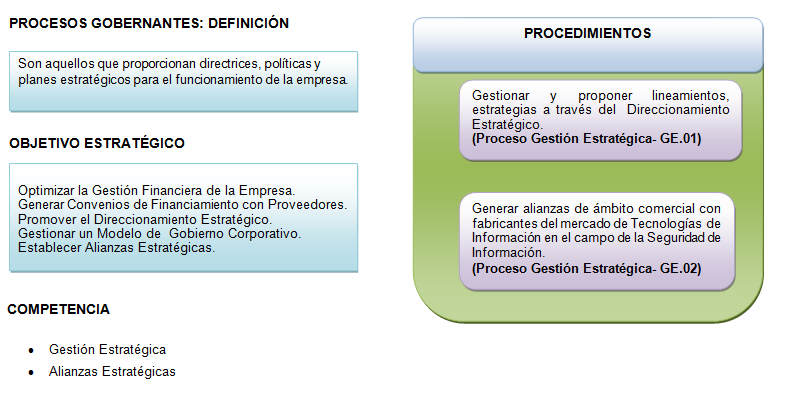 PROCESOS GOBERNANTES: DEFINICIÓN
Son aquellos que proporcionan directrices, políticas y
planes estratégicos para el funcionamiento de la empresa.
OBJETIVO ESTRATÉGICO
Optimizar la Gestión Financiera de la Empresa.
Generar Convenios de Financiamiento con Proveedores.
Promover el Direccionamiento Estratégico.
Gestionar un Modelo de Gobierno Corporativo.
Establecer Alianzas Estratégicas.
COMPETENCIA
• Gestión Estratégica
• Alianzas Estratégicas
PROCEDIMIENTOS
Gestionar y proponer lineamientos,
estrategias a través del Direccionamiento
Estratégico.
(Proceso Gestión Estratégica- GE.01)
Generar alianzas de ámbito comercial con
fabricantes del mercado de Tecnologías de
Información en el campo de la Seguridad de
Información.
(Proceso Gestión Estratégica- GE.02)